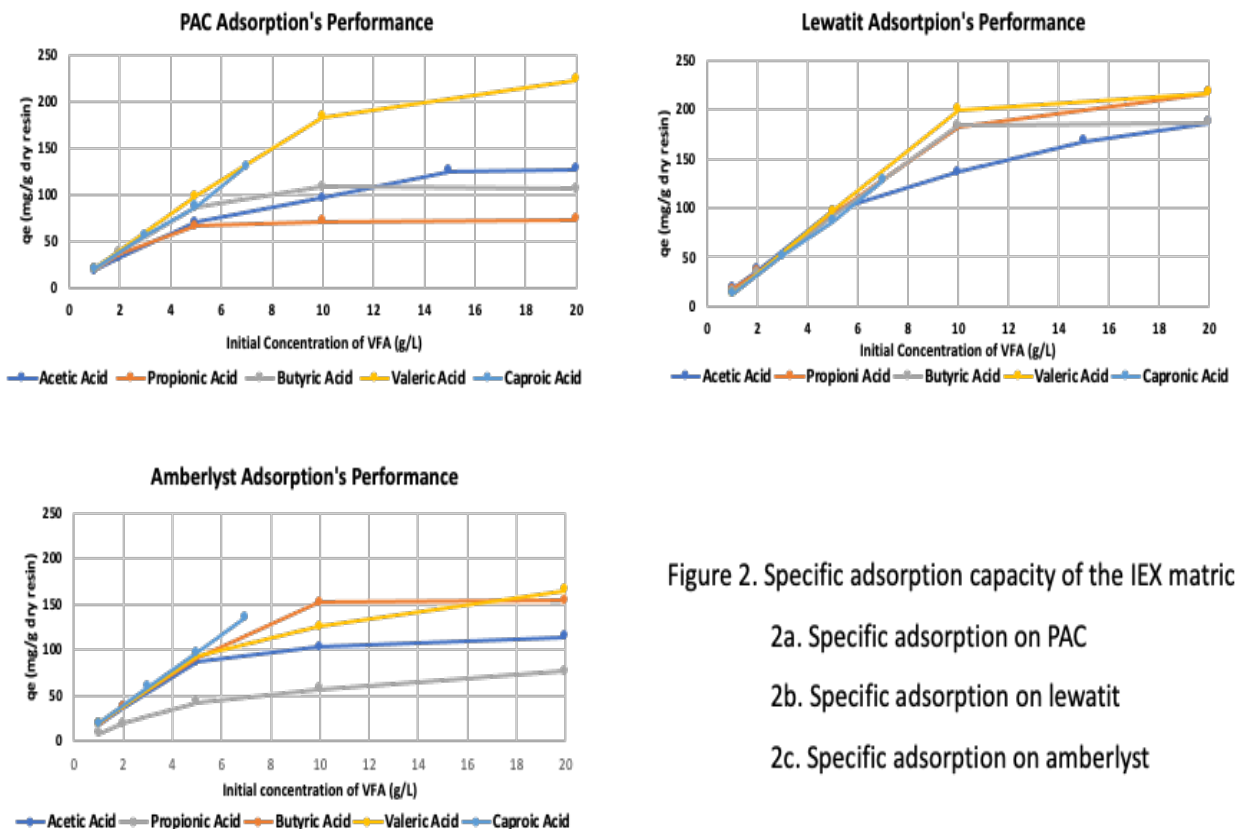 PAC Adsorption's Performance
250
200
150
100
50
0
qe (mg/g dry resin)
0 2 4 6 8 10 12 14 16 18 20
Initial Concentration of VFA (g/L)
Acetic Acid Propionic Acid Butyric Acid Valeric Acid Caproic Acid
Lewatit Adsortpion's Performance
250
200
150
100
50
0
qe (mg/g dry resin)
0 2 4 6 8 10 12 14 16 18 20
Initial Concentration of VFA (g/L)
Acetic Acid Propioni Acid Butyric Acid Valeric Acid Capronic Acid
Amberlyst Adsorption's Performance
250
200
150
100
50
0
qe (mg/g dry resin)
0 2 4 6 8 10 12 14 16 18 20
Initial concentration of VFA (g/L)
Acetic Acid Propionic Acid Butyric Acid Valeric Acid Caproic Acid
Figure 2. Specific adsorption capacity of the IEX matric
2a. Specific adsorption on PAC
2b. Specific adsorption on lewatit
2c. Specific adsorption on amberlyst